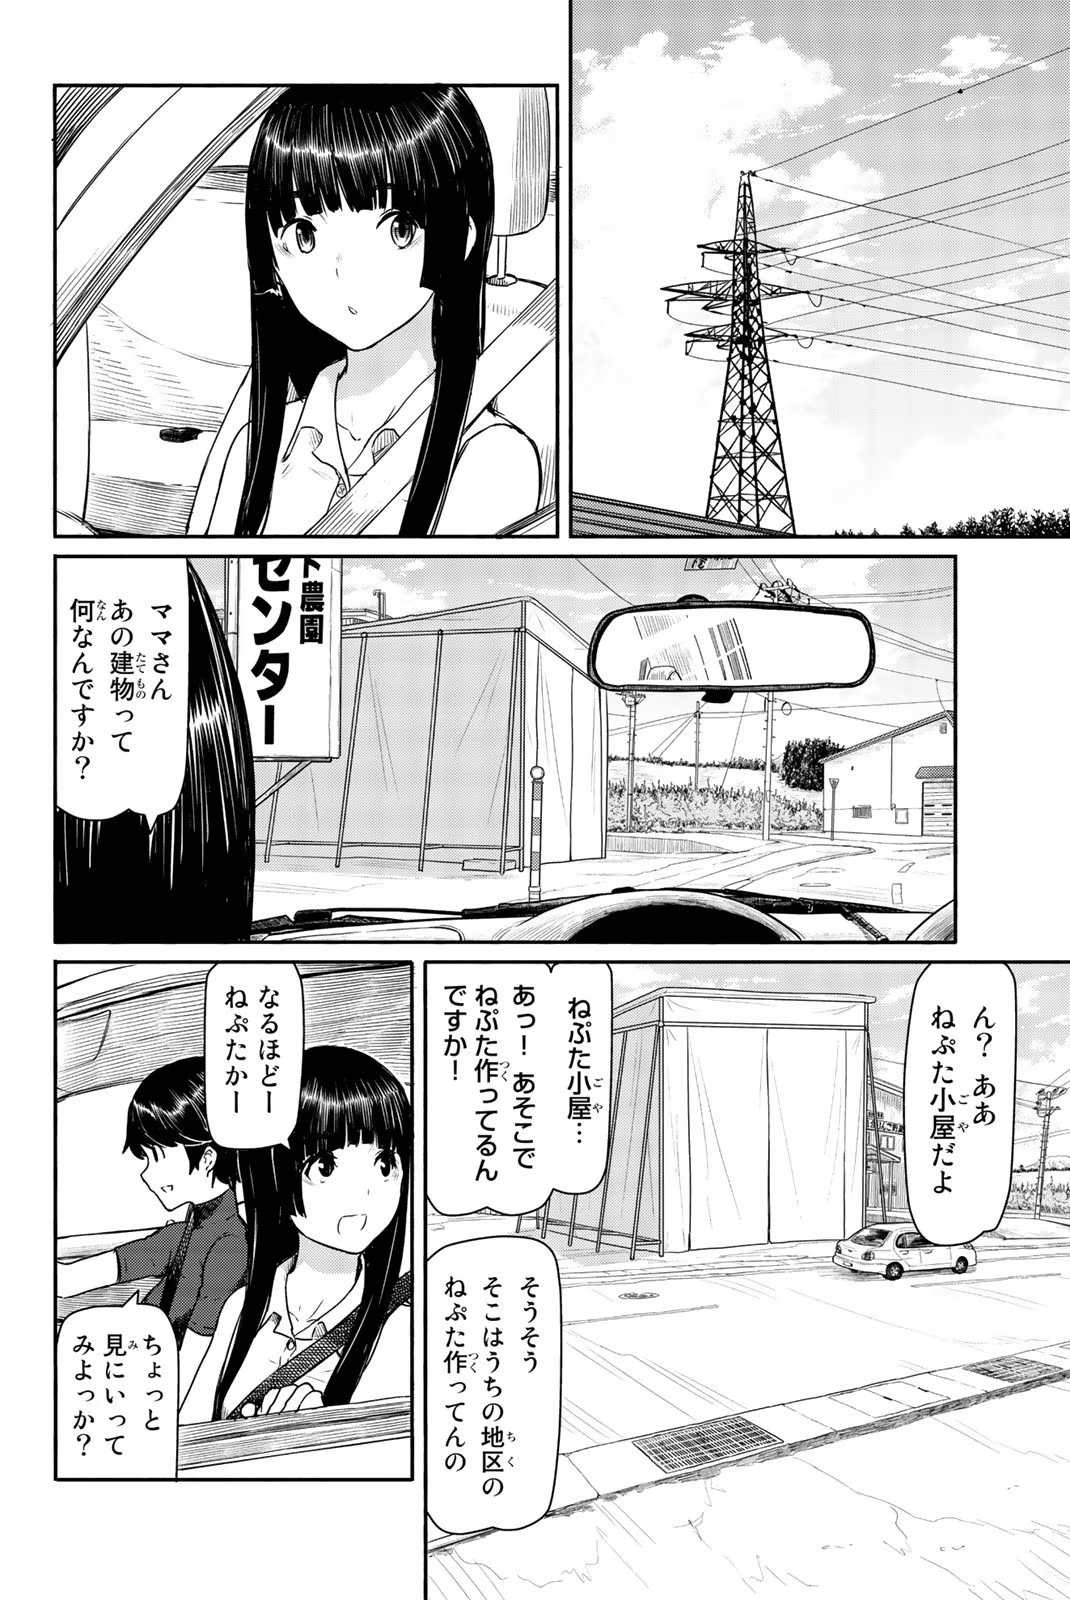 ト農園
センター
31
ママさん
あの建物って
何なんですか?
ん? ああ
ねぷた小屋だよ
ねぷた小屋…
あっ! あそこで
ねぷた作ってるん
ですか!
そうそう
そこはうちの地区の
ねぷた作ってんの
なるほどー
ねぷたかー
ちょっと
見にいって
みよっか?